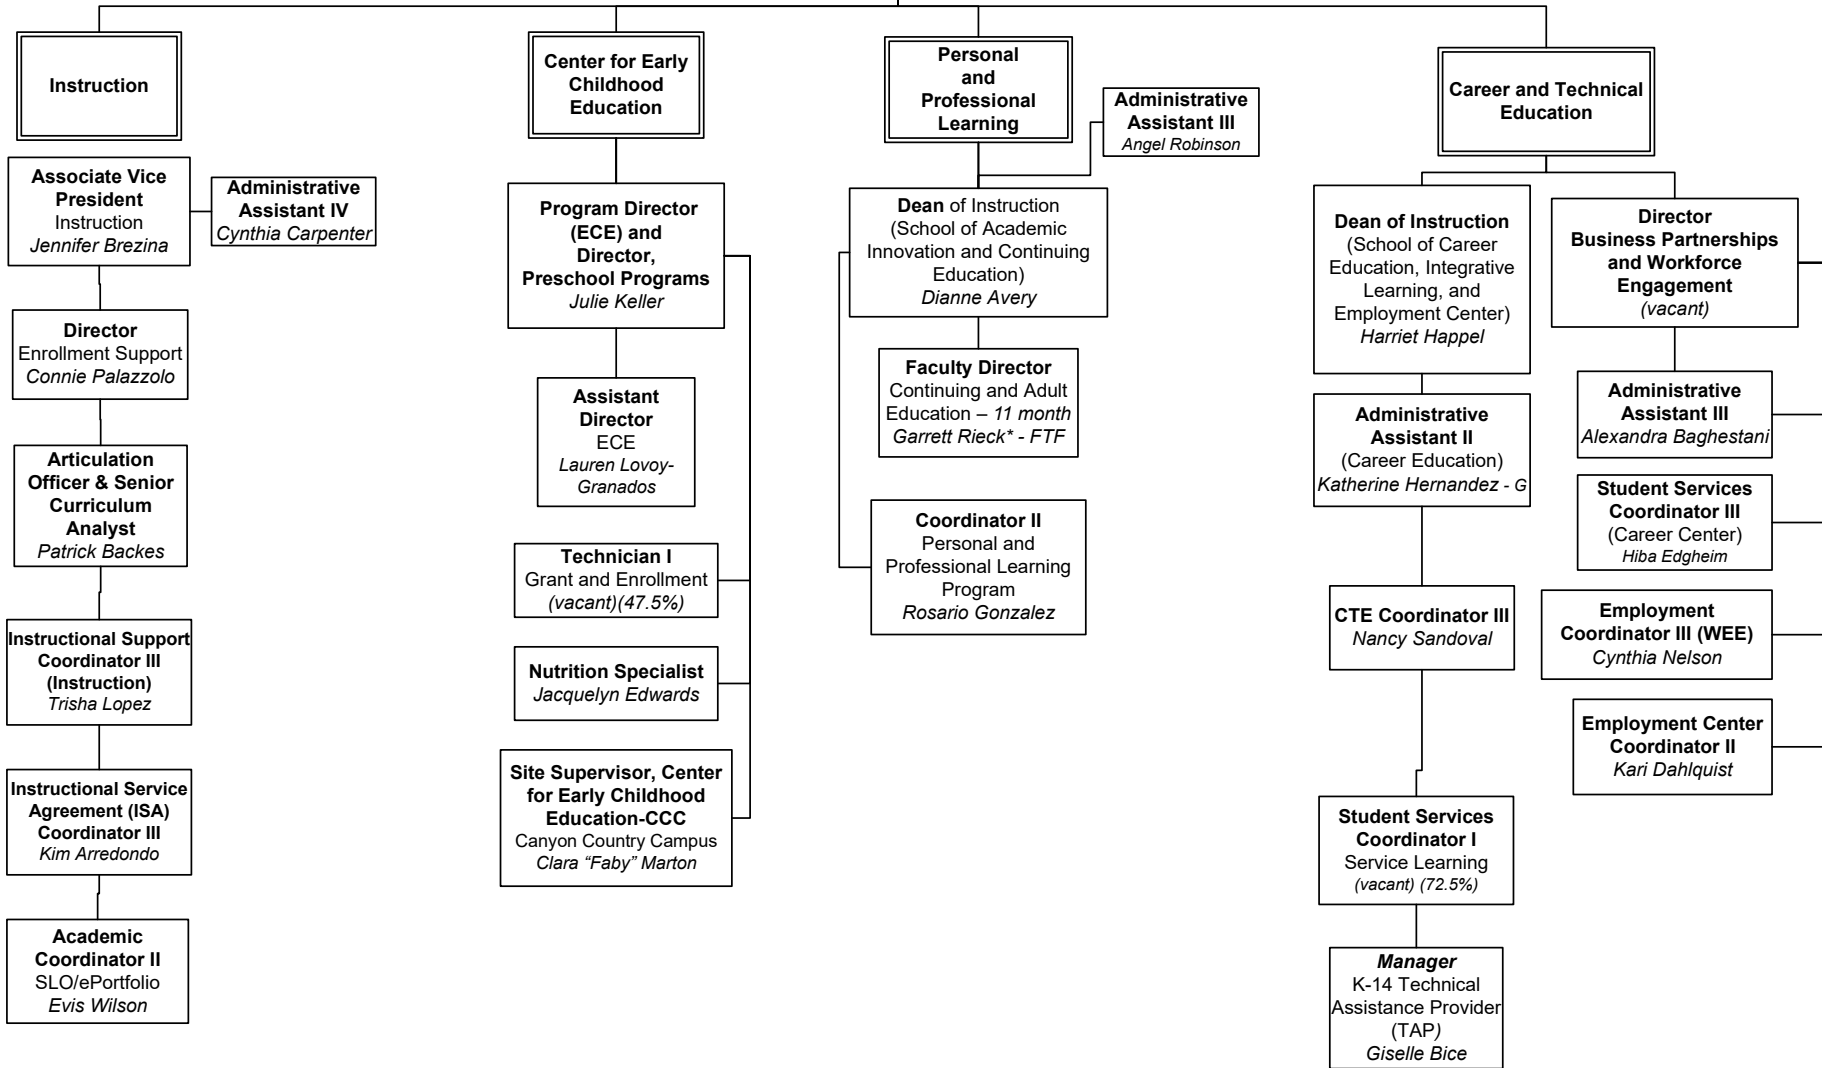 Instruction
Associate Vice
President
Instruction
Jennifer Brezina
Administrative
Assistant IV
Cynthia Carpenter
Director
Enrollment Support
Connie Palazzolo
Articulation
Officer & Senior
Curriculum
Analyst
Patrick Backes
Instructional Support
Coordinator III
(Instruction)
Trisha Lopez
Instructional Service
Agreement (ISA)
Coordinator III
Kim Arredondo
Academic
Coordinator II
SLO/ePortfolio
Evis Wilson
Center for Early
Childhood
Education
Program Director
(ECE) and
Director,
Preschool Programs
Julie Keller
Assistant
Director
ECE
Lauren Lovoy-
Granados
Technician I
Grant and Enrollment
(vacant)(47.5%)
Nutrition Specialist
Jacquelyn Edwards
Site Supervisor, Center
for Early Childhood
Education-CCC
Canyon Country Campus
Clara “Faby” Marton
Personal
and
Professional
Learning
Administrative
Assistant III
Angel Robinson
Dean of Instruction
(School of Academic
Innovation and Continuing
Education)
Dianne Avery
Faculty Director
Continuing and Adult
Education – 11 month
Garrett Rieck* - FTF
Coordinator II
Personal and
Professional Learning
Program
Rosario Gonzalez
Career and Technical
Education
Dean of Instruction
(School of Career
Education, Integrative
Learning, and
Employment Center)
Harriet Happel
Administrative
Assistant II
(Career Education)
Katherine Hernandez - G
CTE Coordinator III
Nancy Sandoval
Student Services
Coordinator I
Service Learning
(vacant) (72.5%)
Manager
K-14 Technical
Assistance Provider
(TAP)
Giselle Bice
Director
Business Partnerships
and Workforce
Engagement
(vacant)
Administrative
Assistant III
Alexandra Baghestani
Student Services
Coordinator III
(Career Center)
Hiba Edgheim
Employment
Coordinator III (WEE)
Cynthia Nelson
Employment Center
Coordinator II
Kari Dahlquist